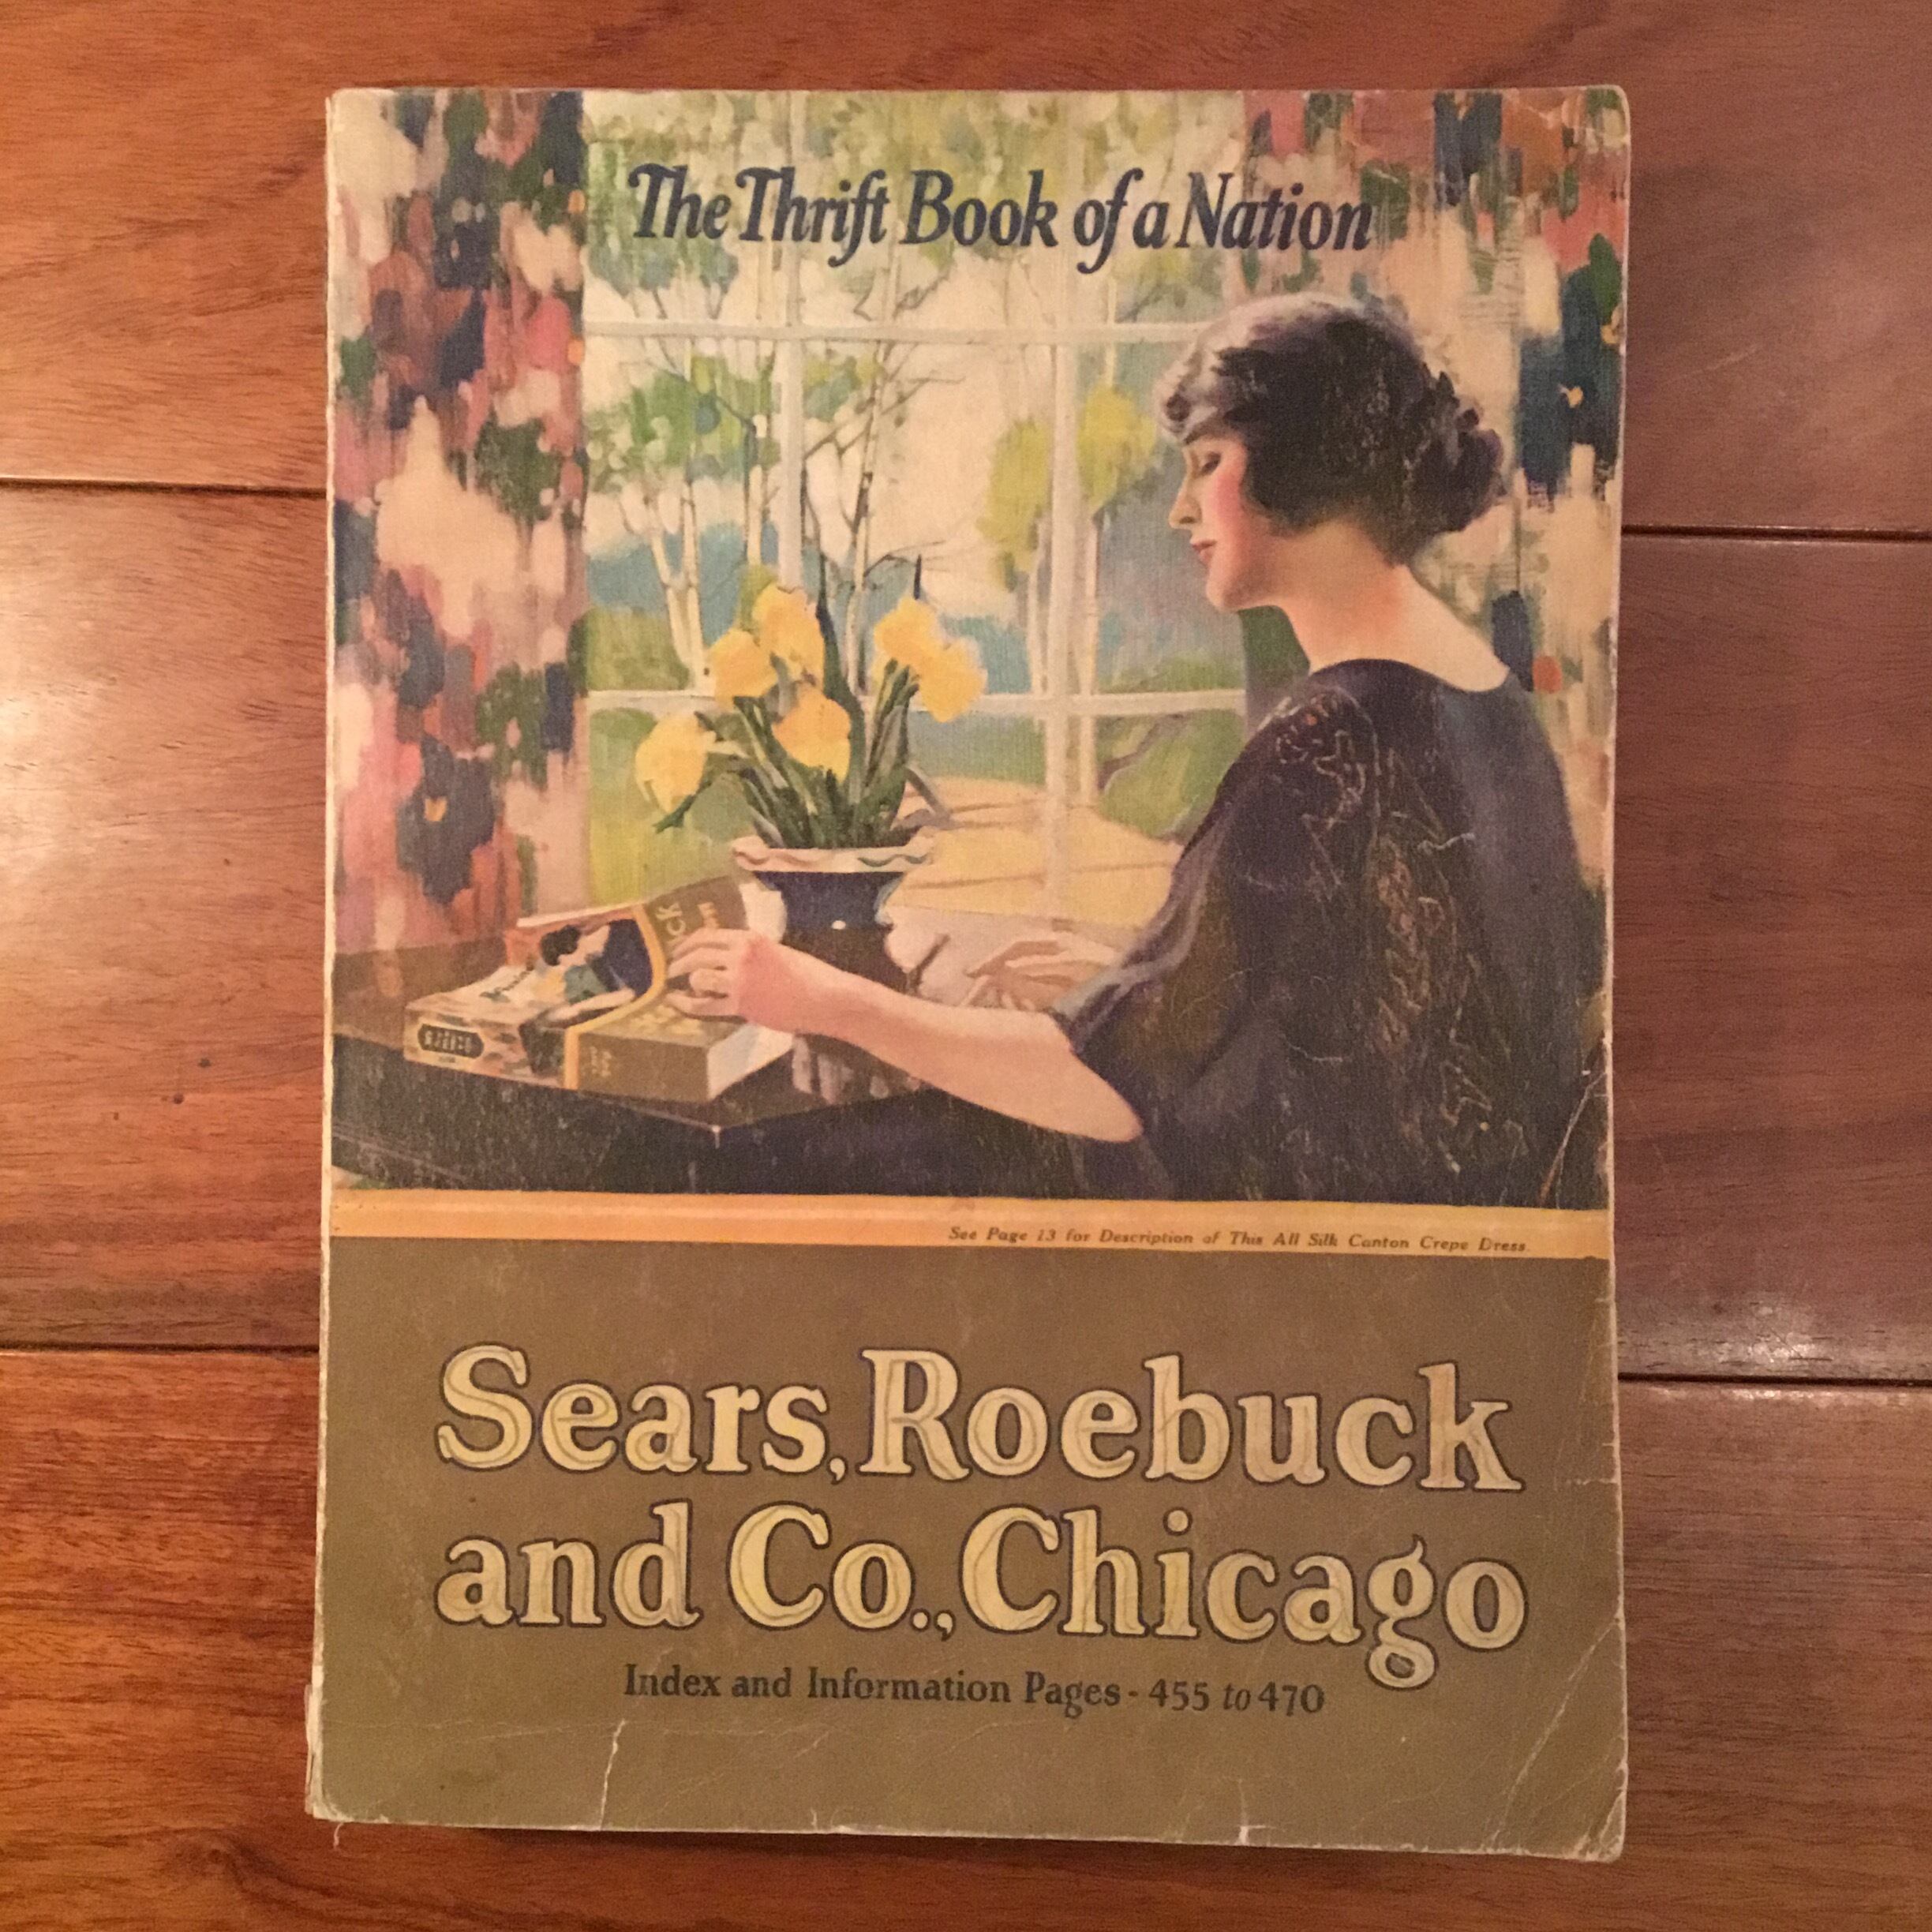 The Thrift Book of a Nation
See Page 13 for Description of This All Silk Canton Crepe Dress
Sears, Roebuck
and Co., Chicago
Index and Information Pages - 455 to 470